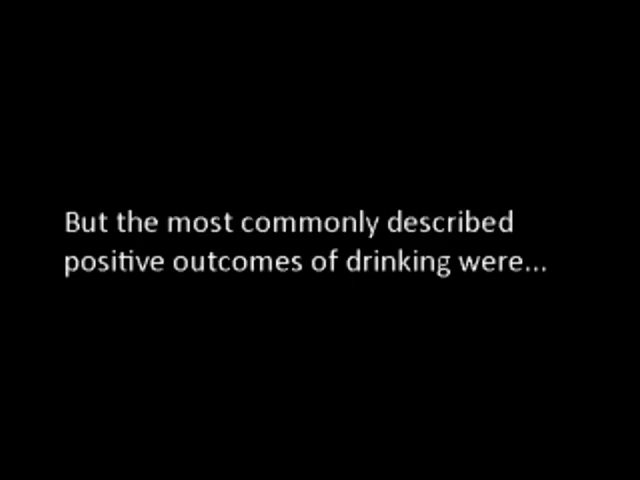 But the most commonly described
positive outcomes of drinking were...